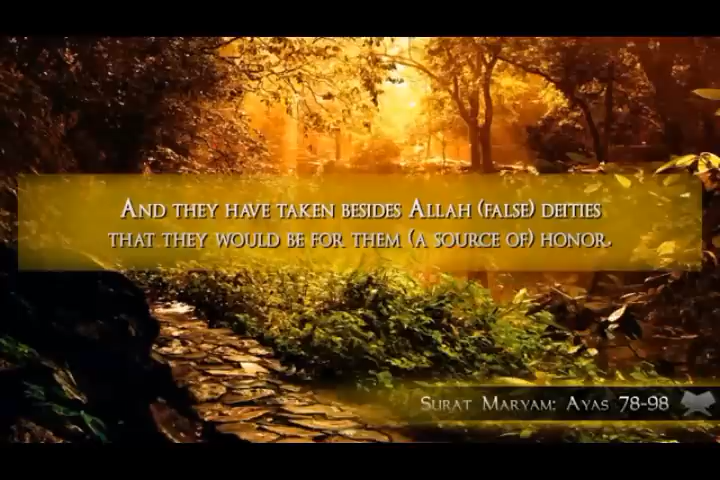 And they have taken besides Allah (false) deities
that they would be for them (a source of) honor.
Surat Maryam: Ayas 78-98